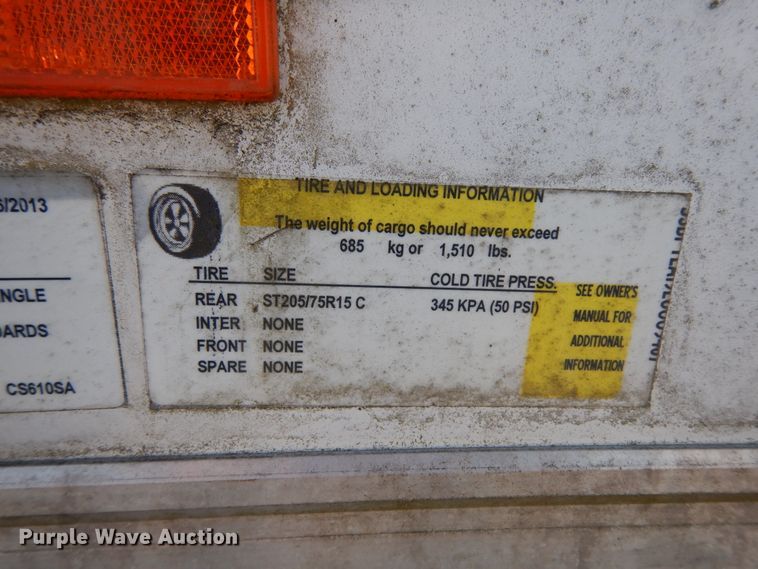 6/2013
ANGLE
DARDS
CS610SA
TIRE AND LOADING INFORMATION
The weight of cargo should never exceed
685 kg or 1,510 lbs.
TIRE SIZE COLD TIRE PRESS.
REAR ST205/75R15 C 345 KPA (50 PSI)
INTER NONE
FRONT NONE
SPARE NONE
SEE OWNER'S
MANUAL FOR
ADDITIONAL
INFORMATION
Purple Wave Auction